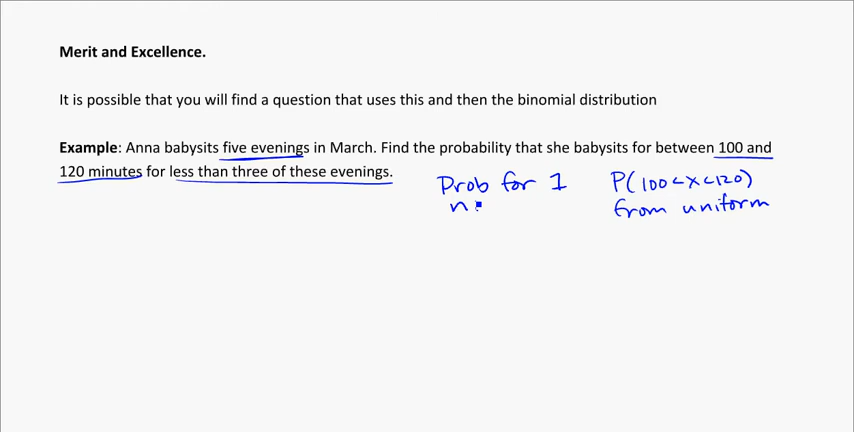 Merit and Excellence.
It is possible that you will find a question that uses this and then the binomial distribution
Example: Anna babysits five evenings in March. Find the probability that she babysits for between 100 and
120 minutes for less than three of these evenings.
Prob for 1 P(100<x<120)
n: from uniform